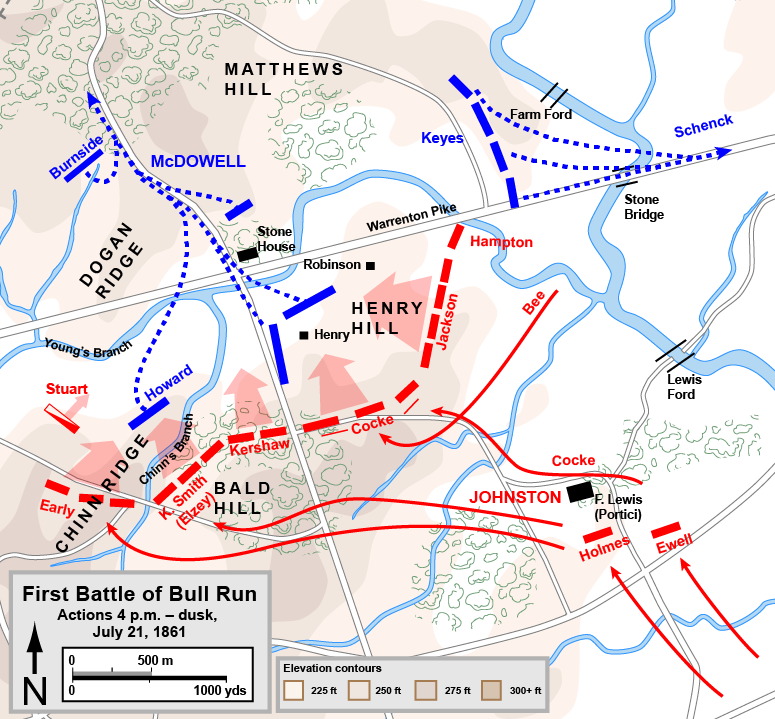 MATTHEWS
HILL
Farm Ford
Keyes
Schenck
Burnside
McDOWELL
Stone
Bridge
Warrenton Pike
DOGAN
RIDGE
Stone
House
Hampton
Robinson
HENRY
HILL
Jackson
Bee
Henry
Young's Branch
Lewis
Ford
Stuart
Howard
Chinn's Branch
Cocke
Kershaw
Cocke
CHINN RIDGE
K. Smith
(Elzey)
BALD
HILL
JOHNSTON
F. Lewis
(Portici)
Early
Holmes
Ewell
First Battle of Bull Run
Actions 4 p.m. – dusk,
July 21, 1861
N
0 500 m
0 1000 yds
Elevation contours
225 ft 250 ft 275 ft 300+ ft